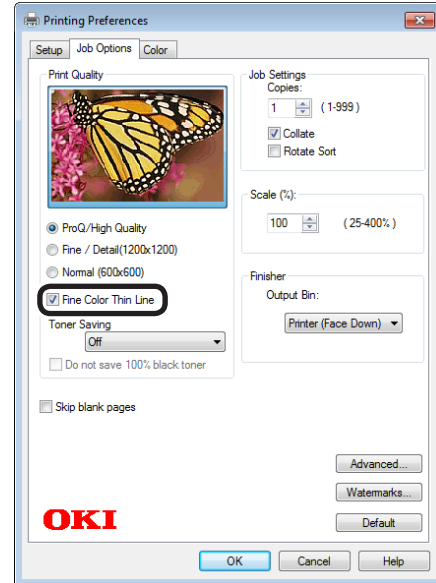 Printing Preferences
Setup Job Options Color
Print Quality
ProQ/High Quality
Fine / Detail(1200x1200)
Normal (600x600)
Fine Color Thin Line
Toner Saving
Off
Do not save 100% black toner
Skip blank pages
Job Settings
Copies:
1 ( 1-999 )
Collate
Rotate Sort
Scale (%):
100 ( 25-400% )
Finisher
Output Bin:
Printer (Face Down)
Advanced...
Watermarks...
Default
OKI
OK Cancel Help